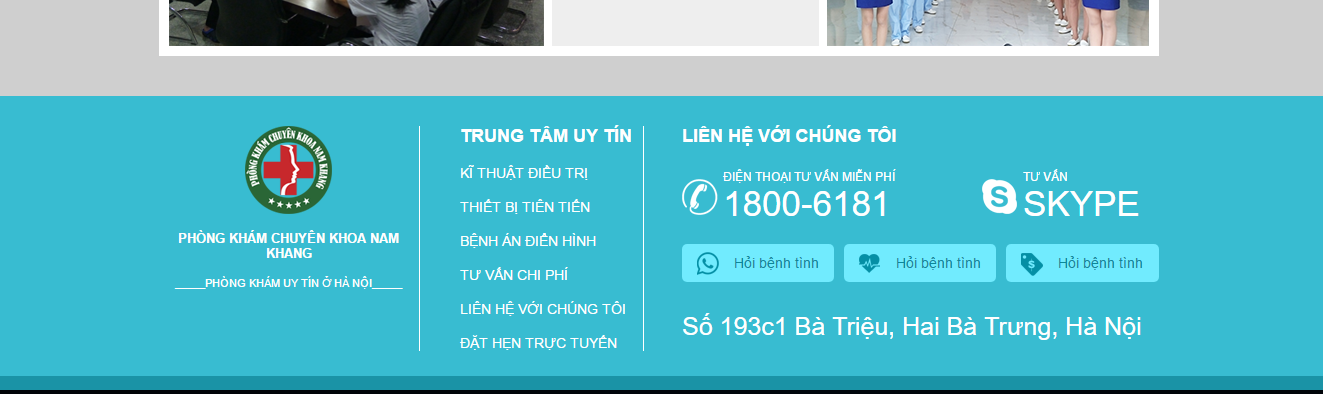 PHÒNG KHÁM CHUYÊN KHOA NAM KHANG
PHÒNG KHÁM CHUYÊN KHOA NAM
KHANG
_____PHÒNG KHÁM UY TÍN Ở HÀ NỘI_____
TRUNG TÂM UY TÍN
KĨ THUẬT ĐIỀU TRỊ
THIẾT BỊ TIÊN TIẾN
BỆNH ÁN ĐIỂN HÌNH
TƯ VẤN CHI PHÍ
LIÊN HỆ VỚI CHÚNG TÔI
ĐẶT HẸN TRỰC TUYẾN
LIÊN HỆ VỚI CHÚNG TÔI
ĐIỆN THOẠI TƯ VẤN MIỄN PHÍ
1800-6181
TƯ VẤN
SKYPE
Hỏi bệnh tình
Hỏi bệnh tình
Hỏi bệnh tình
Số 193c1 Bà Triệu, Hai Bà Trưng, Hà Nội